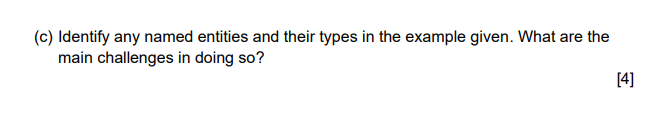 (c) Identify any named entities and their types in the example given. What are the
main challenges in doing so?
[4]